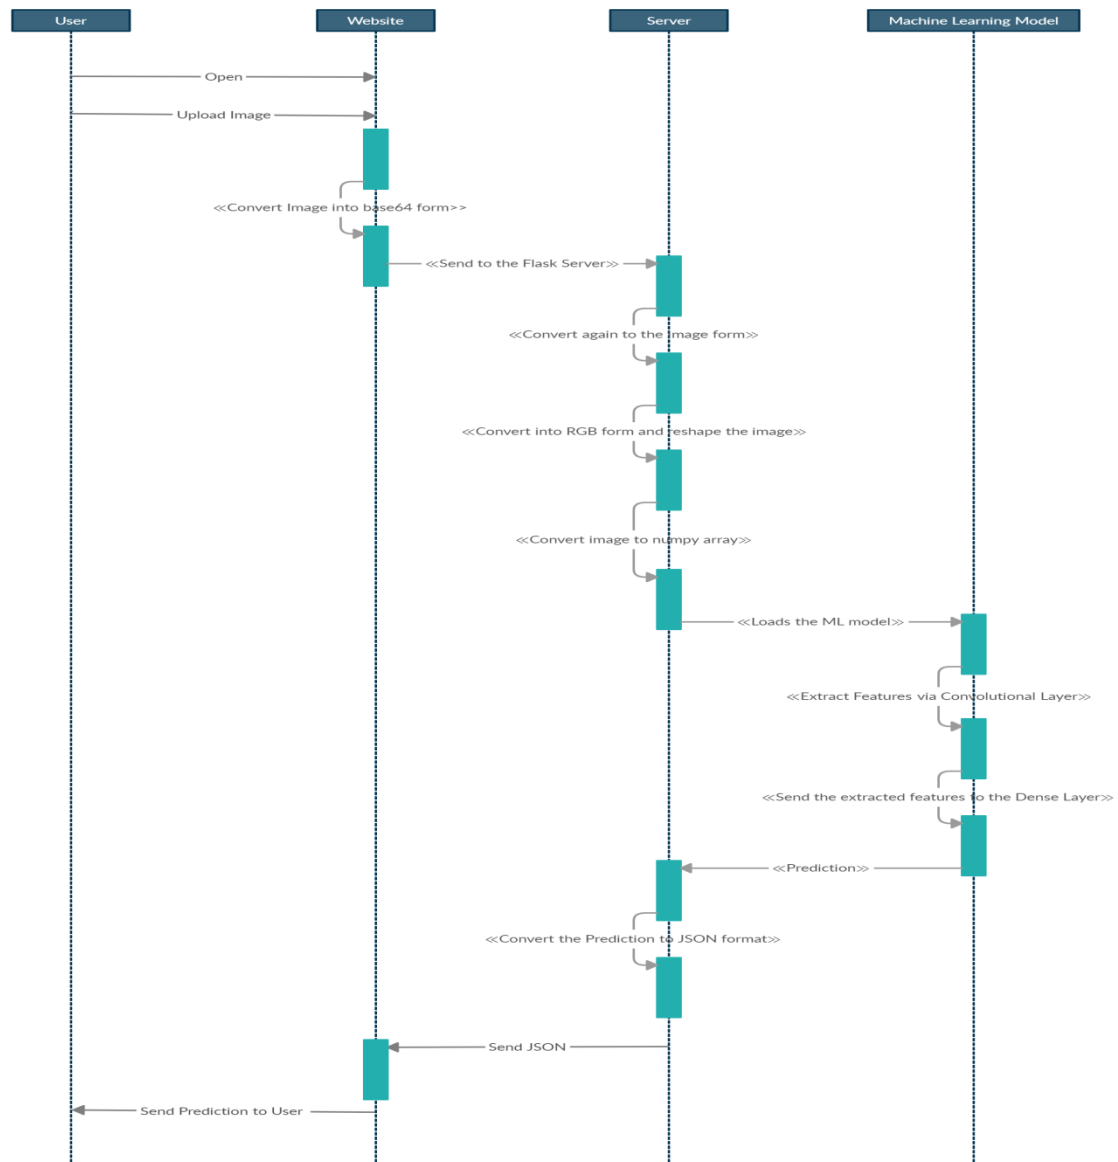 User
Website
Server
Machine Learning Model
Open
Upload Image
<<Convert Image into base64 form>>
<<Send to the Flask Server>>
<<Convert again to the image form>>
<<Convert into RGB form and reshape the image>>
<<Convert image to numpy array>>
<<Loads the ML model>>
<<Extract Features via Convolutional Layer>>
<<Send the extracted features to the Dense Layer>>
<<Prediction>>
<<Convert the Prediction to JSON format>>
Send JSON
Send Prediction to User